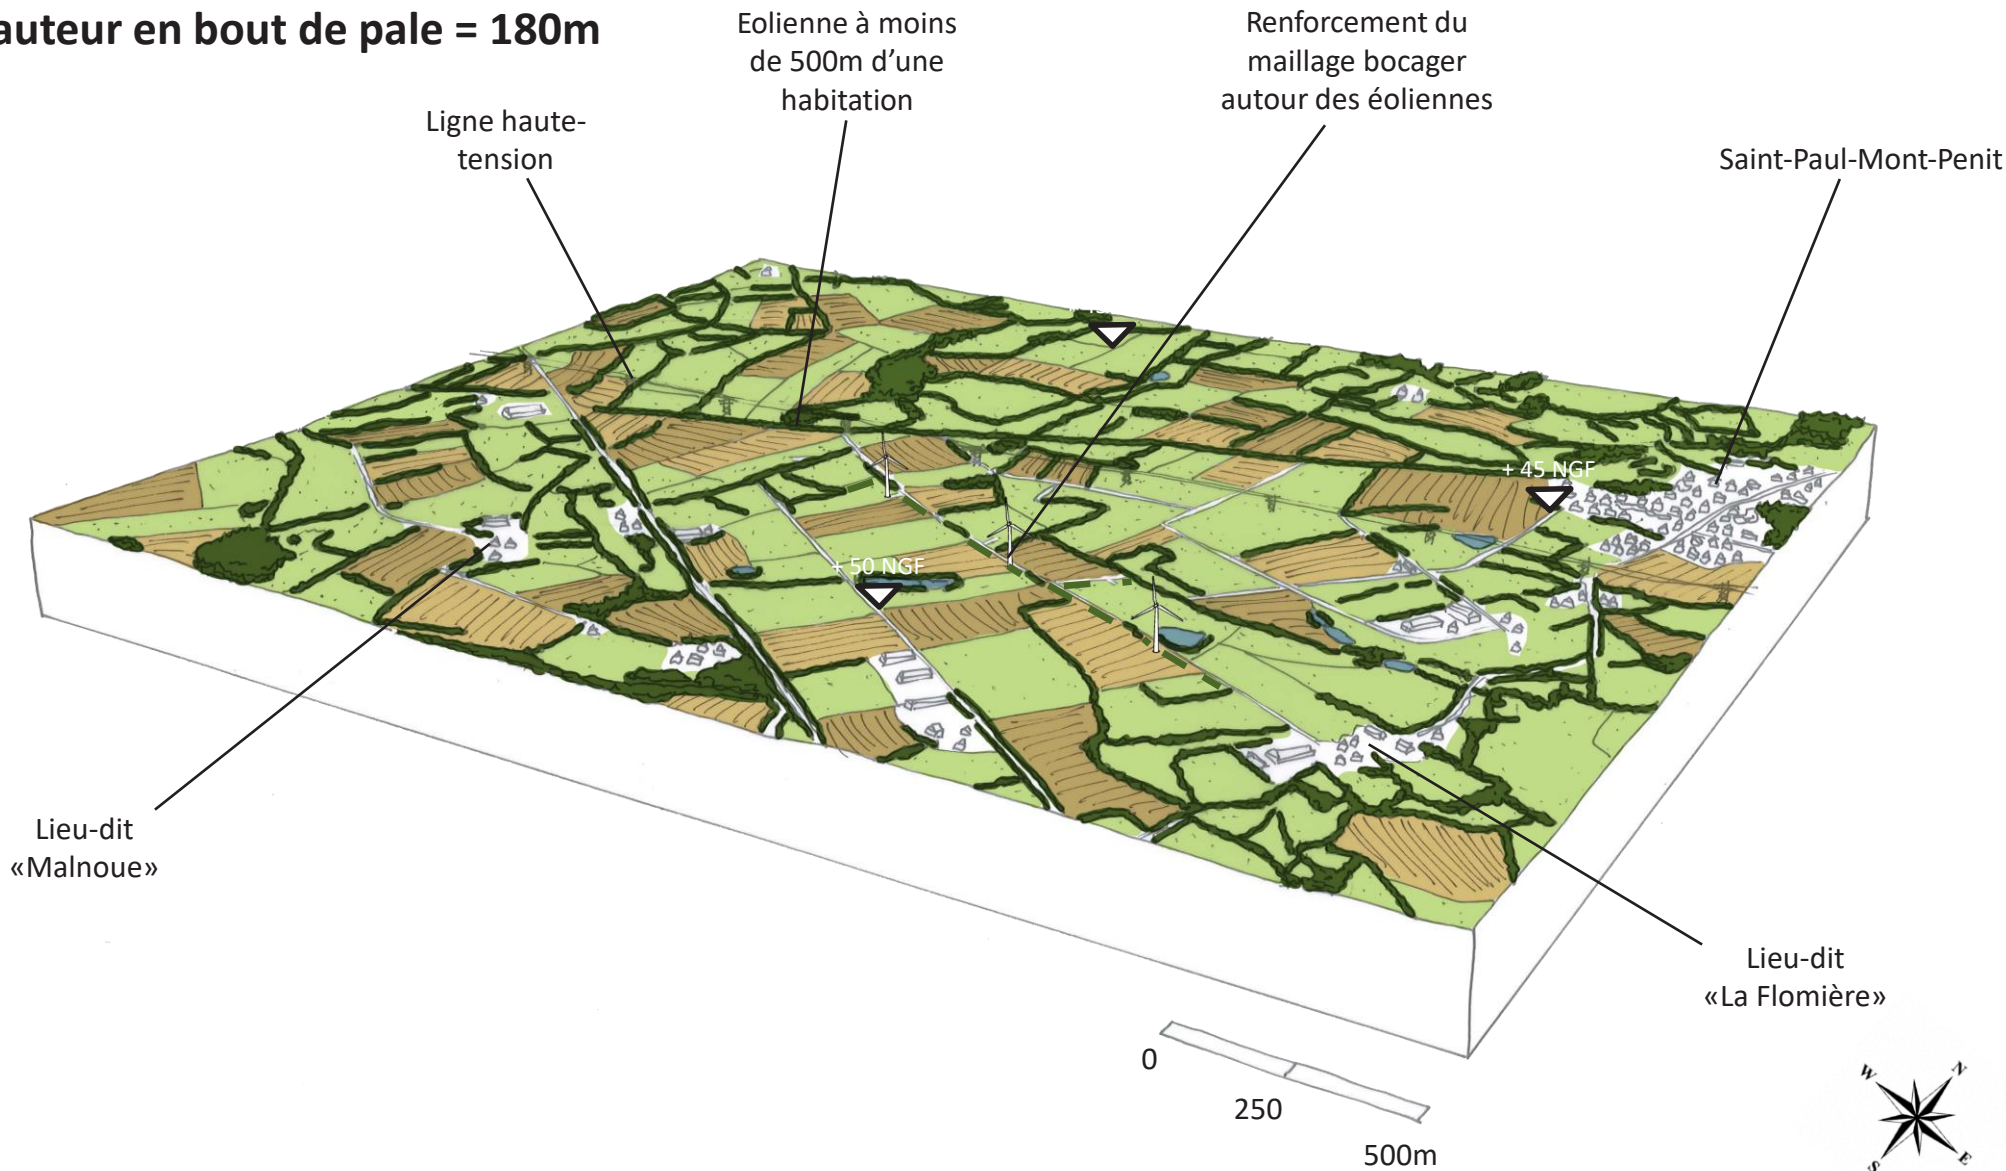 auteur en bout de pale = 180m
Eolienne à moins
de 500m d’une
habitation
Renforcement du
maillage bocager
autour des éoliennes
Ligne haute-
tension
Saint-Paul-Mont-Penit
+ 45 NGF
+ 50 NGF
Lieu-dit
«Malnoue»
Lieu-dit
«La Flomière»
0
250
500m
W
N
S
E